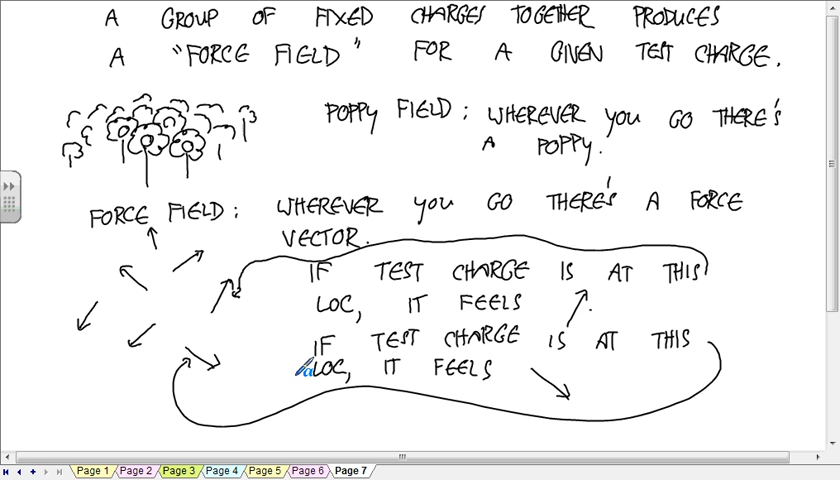 A GROUP OF FIXED CHARGES TOGETHER PRODUCES
A "FORCE FIELD" FOR A GIVEN TEST CHARGE.
POPPY FIELD: WHEREVER YOU GO THERE'S
A POPPY.
FORCE FIELD: WHEREVER YOU GO THERE'S A FORCE
VECTOR.
IF TEST CHARGE IS AT THIS
LOC, IT FEELS
IF TEST CHARGE IS AT THIS
LOC, IT FEELS
Page 1 Page 2 Page 3 Page 4 Page 5 Page 6 Page 7